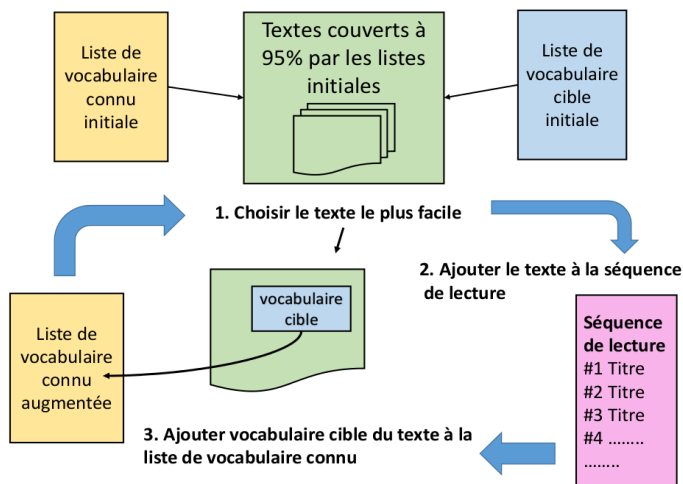 Liste de
vocabulaire
connu
initiale
Textes couverts à
95% par les listes
initiales
Liste de
vocabulaire
cible
initiale
1. Choisir le texte le plus facile
2. Ajouter le texte à la séquence
de lecture
vocabulaire
cible
Liste de
vocabulaire
connu
augmentée
Séquence
de lecture
#1 Titre
#2 Titre
#3 Titre
#4 ........
........
3. Ajouter vocabulaire cible du texte à la
liste de vocabulaire connu